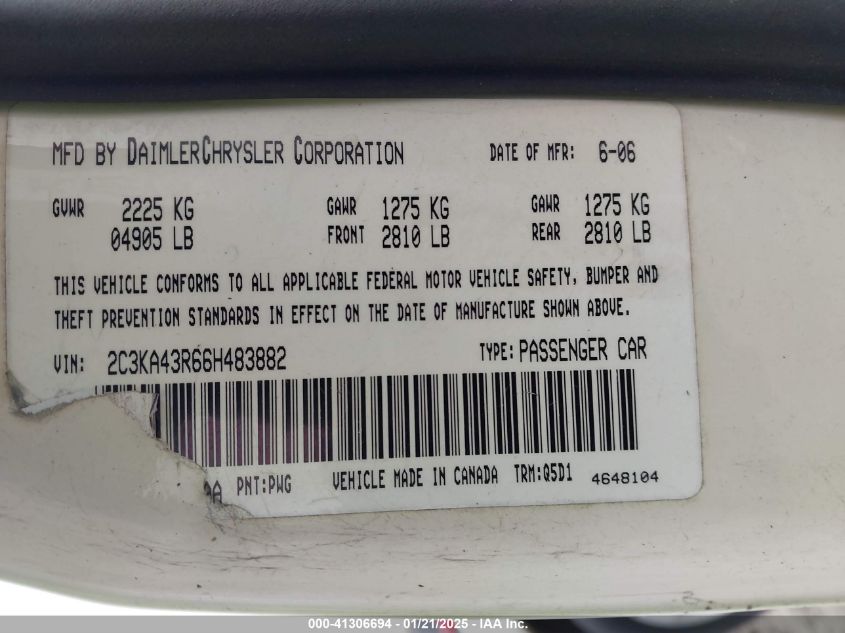 MFD BY DAIMLERCHRYSLER CORPORATION DATE OF MFR: 6-06
GVWR 2225 KG GAWR 1275 KG GAWR 1275 KG
04905 LB FRONT 2810 LB REAR 2810 LB
THIS VEHICLE CONFORMS TO ALL APPLICABLE FEDERAL MOTOR VEHICLE SAFETY, BUMPER AND
THEFT PREVENTION STANDARDS IN EFFECT ON THE DATE OF MANUFACTURE SHOWN ABOVE.
VIN: 2C3KA43R66H483882 TYPE: PASSENGER CAR
PNT:PWG VEHICLE MADE IN CANADA TRM:Q5D1 4648104
000-41306694 - 01/21/2025 - IAA Inc.